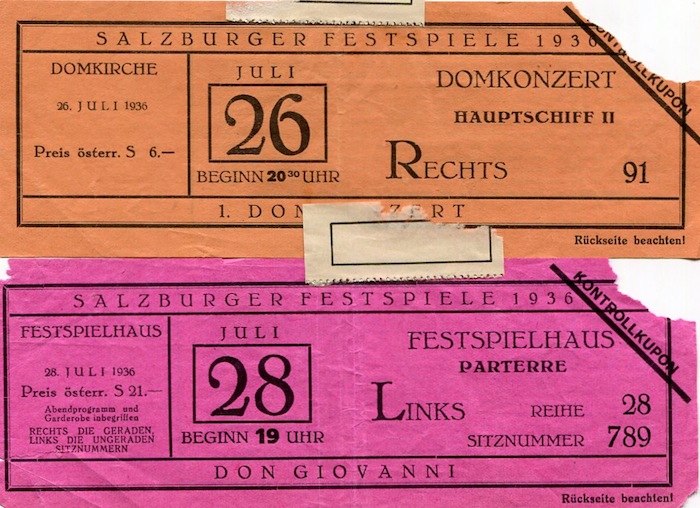 SALZBURGER FESTSPIELE 1936
KONTROLLKUPON
DOMKIRCHE
26. JULI 1936
Preis österr. S 6.—
JULI
26
BEGINN 20 30 UHR
DOMKONZERT
HAUPTSCHIFF II
RECHTS 91
1. DOMKONZERT
Rückseite beachten!
SALZBURGER FESTSPIELE 1936
KONTROLLKUPON
FESTSPIELHAUS
28. JULI 1936
Preis österr. S 21.—
Abendprogramm und
Garderobe inbegriffen
RECHTS DIE GERADEN,
LINKS DIE UNGERADEN
SITZNUMMERN
JULI
28
BEGINN 19 UHR
FESTSPIELHAUS
PARTERRE
LINKS REIHE 28
SITZNUMMER 789
DON GIOVANNI
Rückseite beachten!